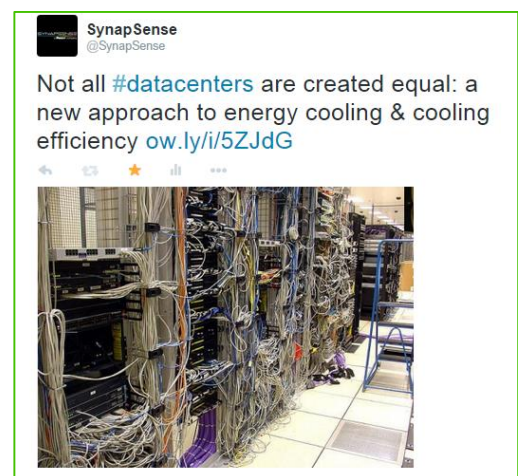 SynapSense
@SynapSense
Not all #datacenters are created equal: a
new approach to energy cooling & cooling
efficiency ow.ly/i/5ZJdG